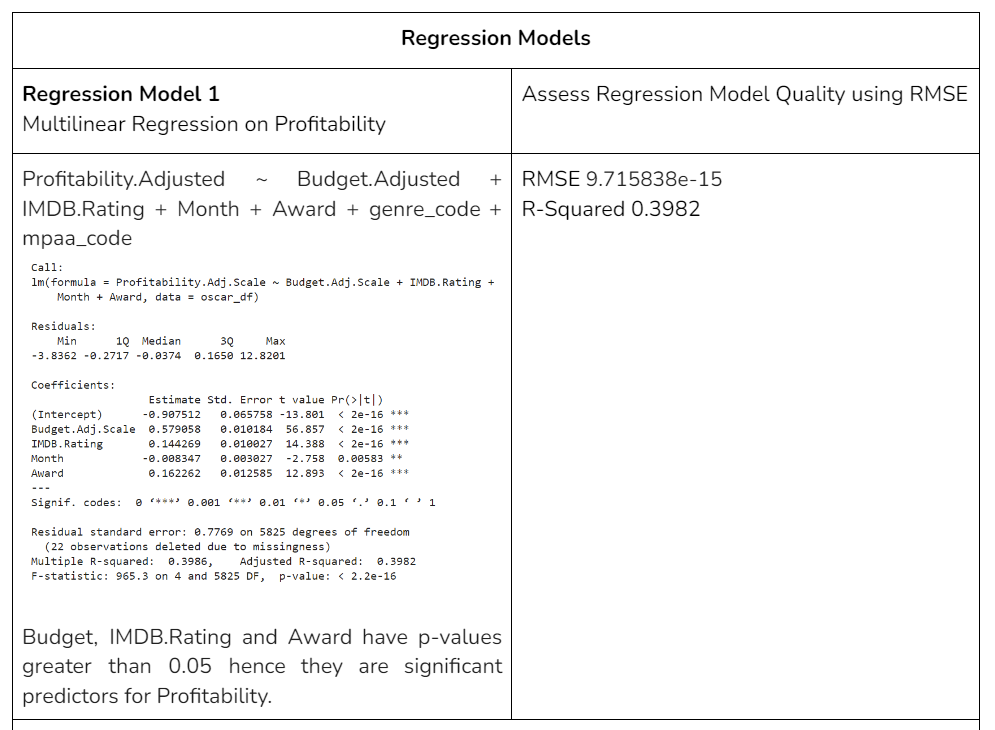 Regression Models
Regression Model 1
Multilinear Regression on Profitability
Assess Regression Model Quality using RMSE
Profitability.Adjusted ~ Budget.Adjusted +
IMDB.Rating + Month + Award + genre_code +
mpaa_code
Call:
lm(formula = Profitability.Adj.Scale ~ Budget.Adj.Scale + IMDB.Rating +
    Month + Award, data = oscar_df)
Residuals:
    Min      1Q  Median      3Q     Max
-3.8362 -0.2717 -0.0374  0.1650 12.8201
Coefficients:
                  Estimate Std. Error t value Pr(>|t|)
(Intercept)      -0.907512   0.065758 -13.801  < 2e-16 ***
Budget.Adj.Scale  0.579058   0.010184  56.857  < 2e-16 ***
IMDB.Rating       0.144269   0.010027  14.388  < 2e-16 ***
Month            -0.008347   0.003027  -2.758  0.00583 **
Award             0.162262   0.012585  12.893  < 2e-16 ***
---
Signif. codes:  0 ‘***’ 0.001 ‘**’ 0.01 ‘*’ 0.05 ‘.’ 0.1 ‘ ’ 1
Residual standard error: 0.7769 on 5825 degrees of freedom
  (22 observations deleted due to missingness)
Multiple R-squared:  0.3986,    Adjusted R-squared:  0.3982
F-statistic: 965.3 on 4 and 5825 DF,  p-value: < 2.2e-16
Budget, IMDB.Rating and Award have p-values
greater than 0.05 hence they are significant
predictors for Profitability.
RMSE 9.715838e-15
R-Squared 0.3982